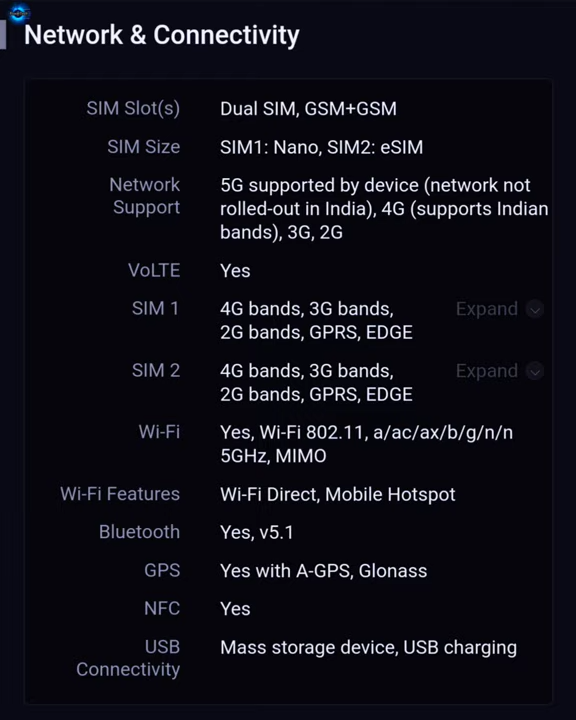 Network & Connectivity
SIM Slot(s) Dual SIM, GSM+GSM
SIM Size SIM1: Nano, SIM2: eSIM
Network 5G supported by device (network not
Support rolled-out in India), 4G (supports Indian
bands), 3G, 2G
VoLTE Yes
SIM 1 4G bands, 3G bands, Expand
2G bands, GPRS, EDGE
SIM 2 4G bands, 3G bands, Expand
2G bands, GPRS, EDGE
Wi-Fi Yes, Wi-Fi 802.11, a/ac/ax/b/g/n/n
5GHz, MIMO
Wi-Fi Features Wi-Fi Direct, Mobile Hotspot
Bluetooth Yes, v5.1
GPS Yes with A-GPS, Glonass
NFC Yes
USB Mass storage device, USB charging
Connectivity